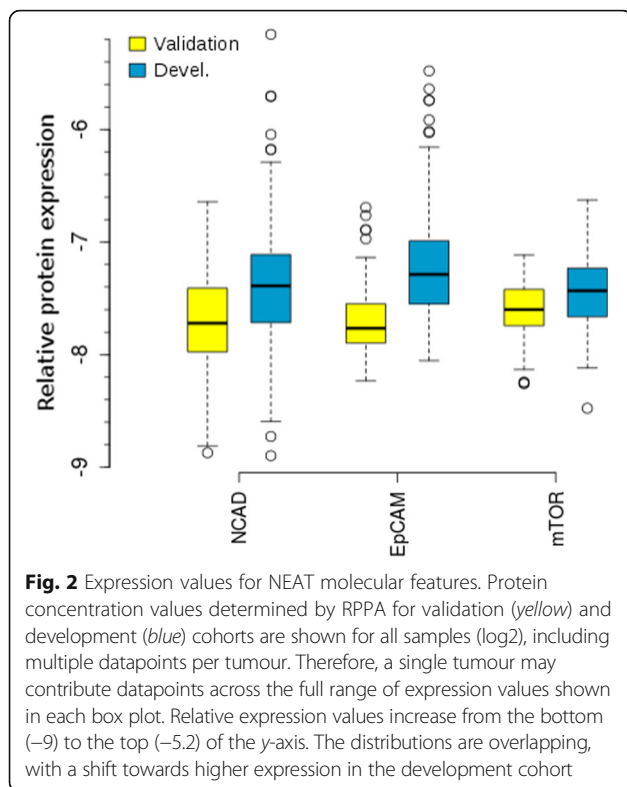 Validation
Devel.
Relative protein expression
-6
-7
-8
-9
NCAD
EpCAM
mTOR
Fig. 2 Expression values for NEAT molecular features. Protein
concentration values determined by RPPA for validation (yellow) and
development (blue) cohorts are shown for all samples (log2), including
multiple datapoints per tumour. Therefore, a single tumour may
contribute datapoints across the full range of expression values shown
in each box plot. Relative expression values increase from the bottom
(−9) to the top (−5.2) of the y-axis. The distributions are overlapping,
with a shift towards higher expression in the development cohort